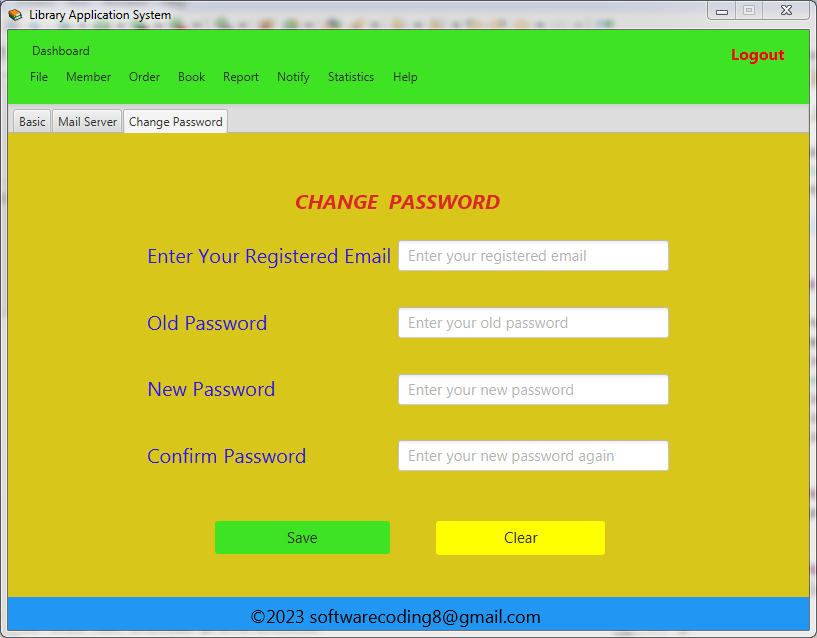 Library Application System
Dashboard
Logout
File Member Order Book Report Notify Statistics Help
Basic Mail Server Change Password
CHANGE PASSWORD
Enter Your Registered Email Enter your registered email
Old Password Enter your old password
New Password Enter your new password
Confirm Password Enter your new password again
Save Clear
©2023 softwarecoding8@gmail.com